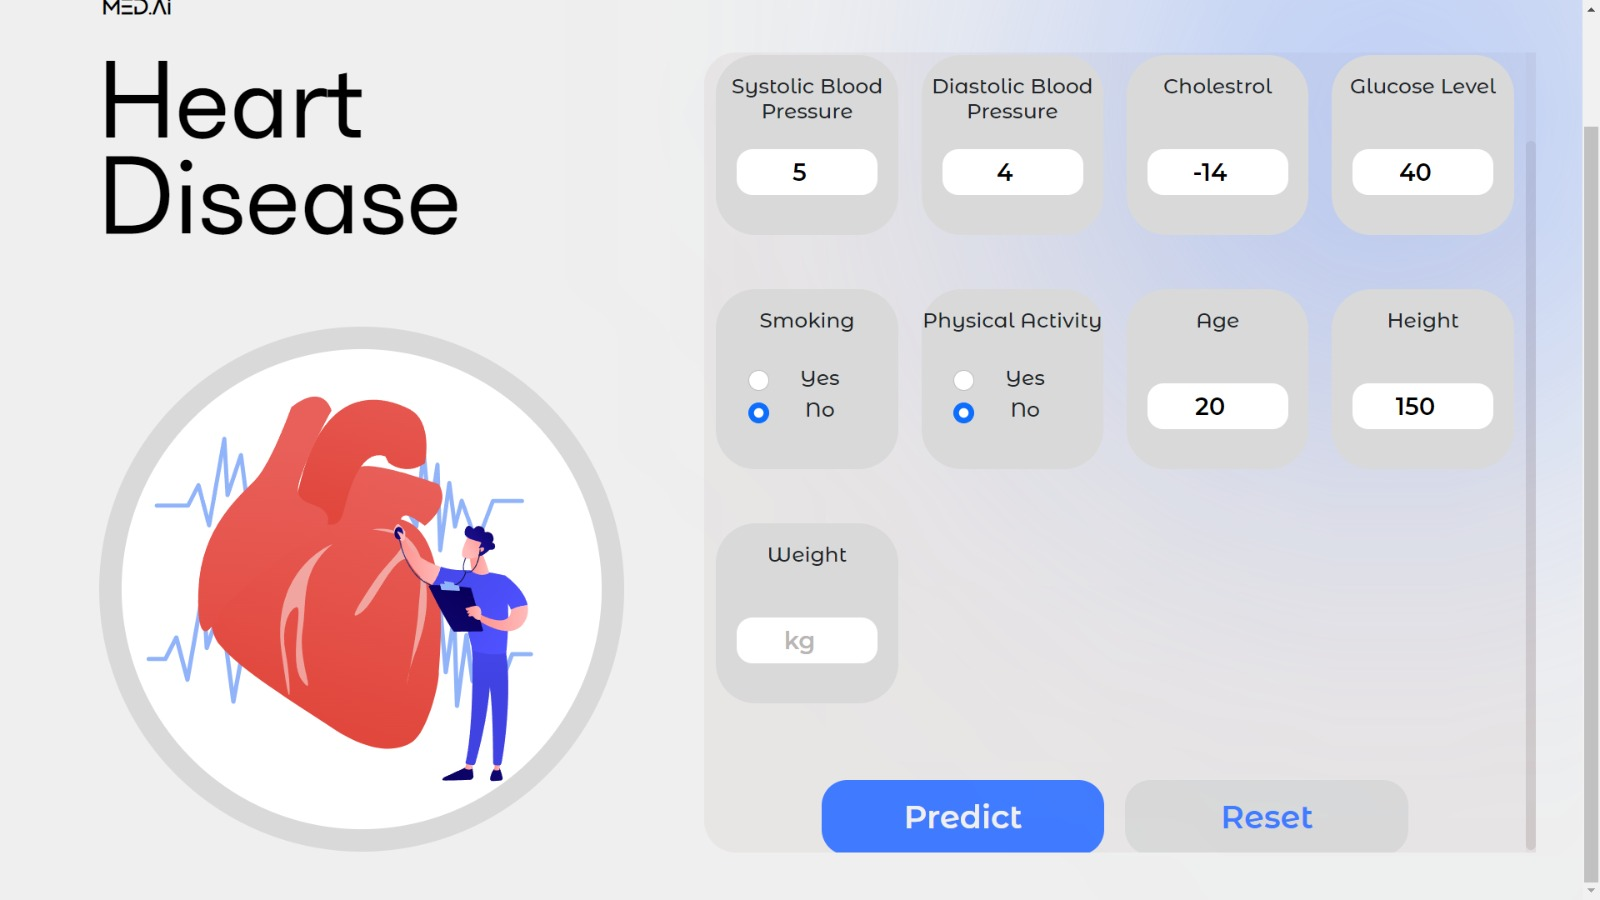 MED.Ai
Heart
Disease
Systolic Blood
Pressure
5
Diastolic Blood
Pressure
4
Cholestrol
-14
Glucose Level
40
Smoking
Yes
No
Physical Activity
Yes
No
Age
20
Height
150
Weight
kg
Predict
Reset